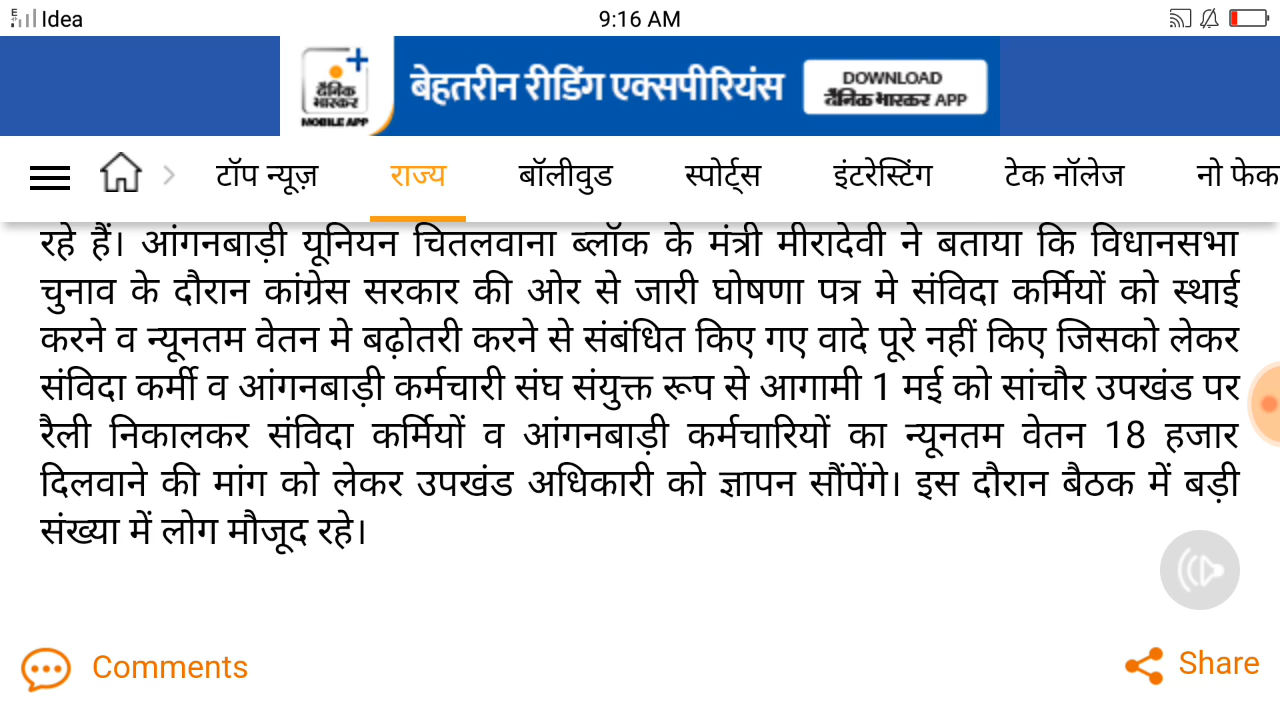 Idea
9:16 AM
दैनिक
भास्कर
MOBILE APP
बेहतरीन रीडिंग एक्सपीरियंस
DOWNLOAD
दैनिक भास्कर APP
टॉप न्यूज़ राज्य बॉलीवुड स्पोर्ट्स इंटरेस्टिंग टेक नॉलेज नो फेक
रहे हैं। आंगनबाड़ी यूनियन चितलवाना ब्लॉक के मंत्री मीरादेवी ने बताया कि विधानसभा
चुनाव के दौरान कांग्रेस सरकार की ओर से जारी घोषणा पत्र मे संविदा कर्मियों को स्थाई
करने व न्यूनतम वेतन मे बढ़ोतरी करने से संबंधित किए गए वादे पूरे नहीं किए जिसको लेकर
संविदा कर्मी व आंगनबाड़ी कर्मचारी संघ संयुक्त रूप से आगामी 1 मई को सांचौर उपखंड पर
रैली निकालकर संविदा कर्मियों व आंगनबाड़ी कर्मचारियों का न्यूनतम वेतन 18 हजार
दिलवाने की मांग को लेकर उपखंड अधिकारी को ज्ञापन सौंपेंगे। इस दौरान बैठक में बड़ी
संख्या में लोग मौजूद रहे।
Comments
Share